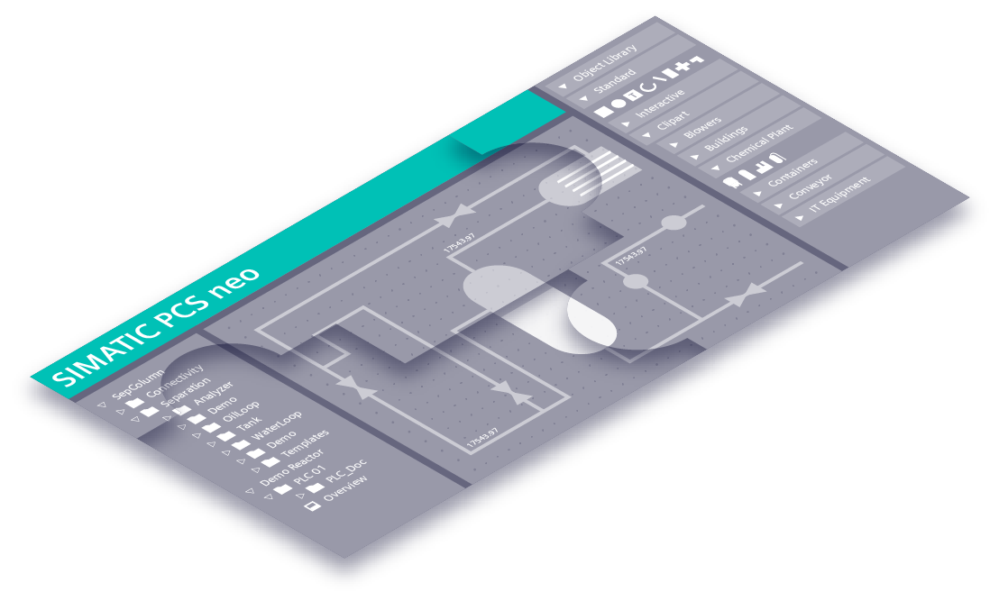 SIMATIC PCS neo
SepColumn
Connectivity
Separation
Analyzer
Demo
OilLoop
Tank
WaterLoop
Demo
Templates
Demo Reactor
PLC 01
PLC_Doc
Overview
17543.97
17543.97
17543.97
Object Library
Standard
T
Interactive
Clipart
Blowers
Buildings
Chemical Plant
Containers
Conveyor
IT Equipment